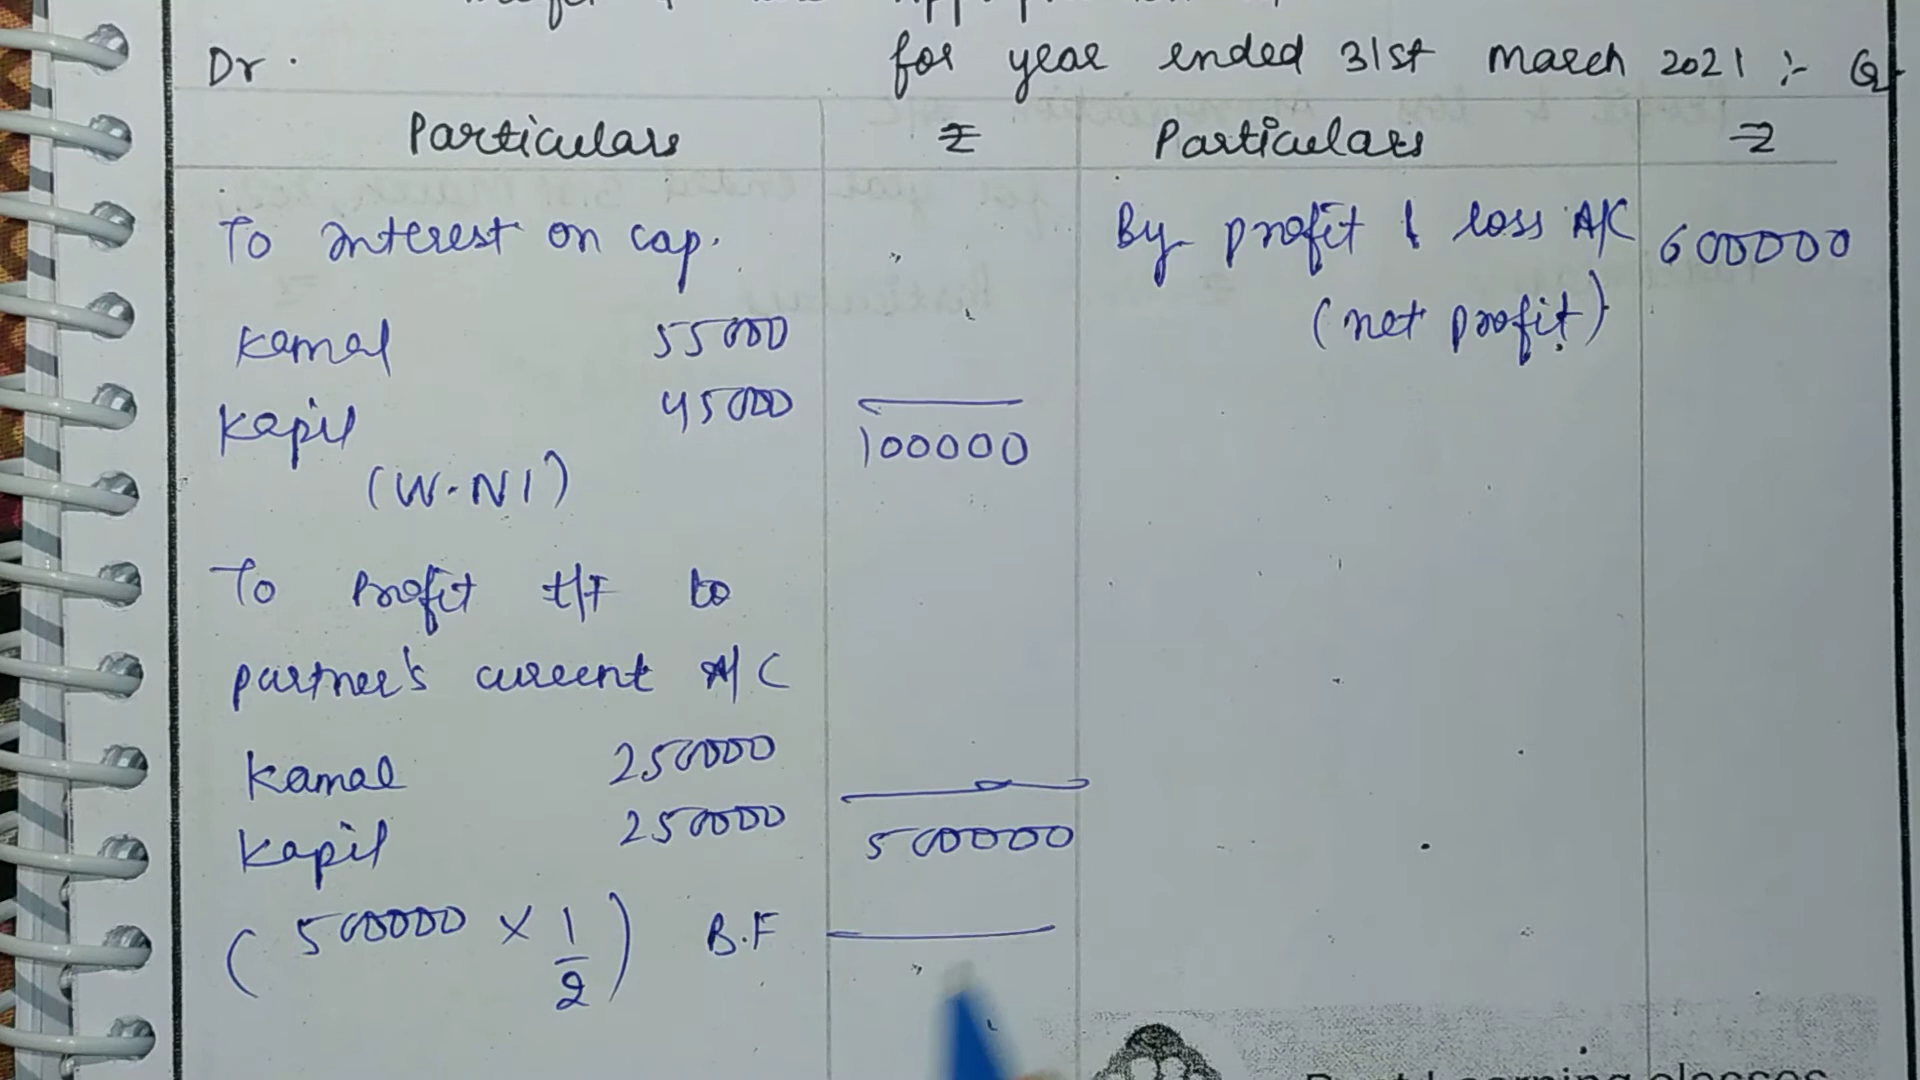 Dr.
for year ended 31st March 2021 :-
Particulars ₹ Particulars ₹
To Interest on cap. By profit & loss A/C 600000
(net profit)
Kamal 55000
Kapil 45000
100000
(W.N1)
To Profit t/f to
partner's current A/C
Kamal 250000
Kapil 250000
500000
(500000 × 1/2) B.F